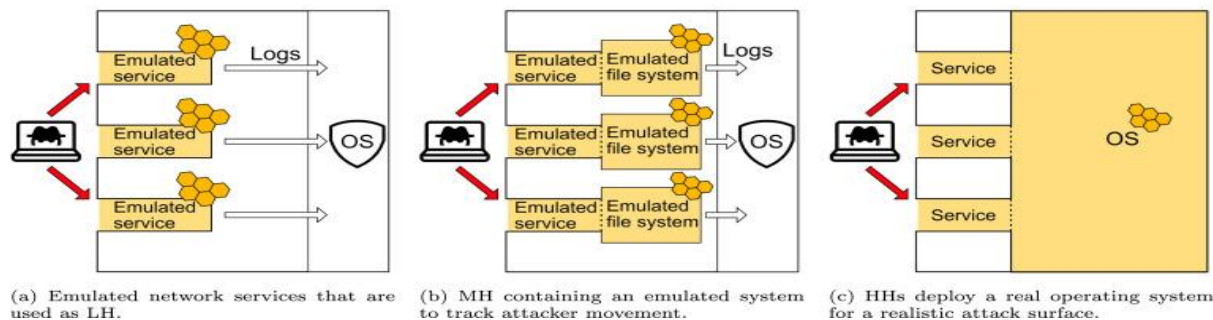 Emulated
service
Logs
Emulated
service
OS
Emulated
service
(a) Emulated network services that are
used as LH.
Emulated
service
Emulated
file system
Logs
Emulated
service
Emulated
file system
OS
Emulated
service
Emulated
file system
(b) MH containing an emulated system
to track attacker movement.
Service
Service
OS
Service
(c) HHs deploy a real operating system
for a realistic attack surface.